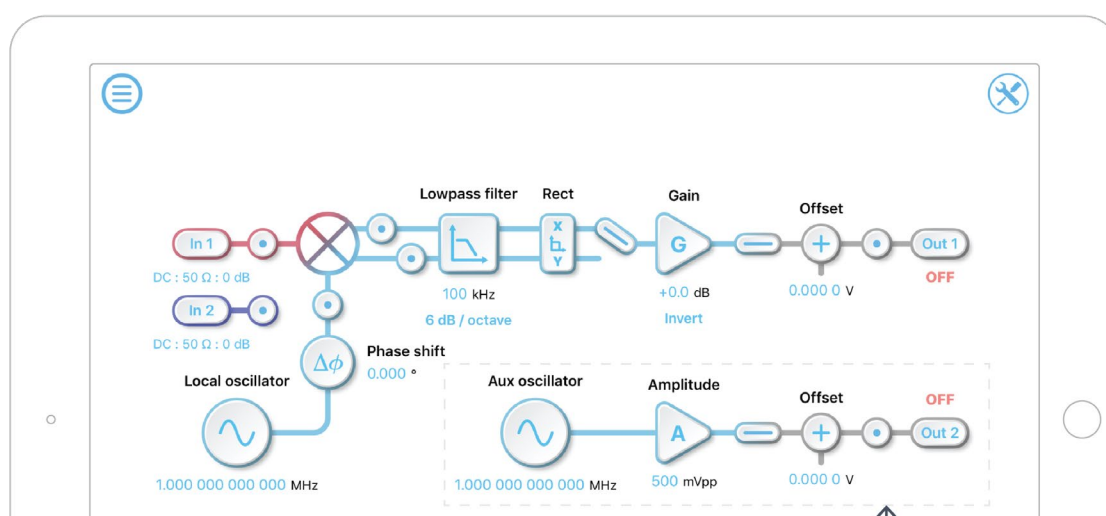 Lowpass filter
Rect
Gain
Offset
In 1
X
Y
G
Out 1
DC : 50 Ω : 0 dB
100 kHz
+0.0 dB
0.000 0 V
OFF
In 2
6 dB / octave
Invert
DC : 50 Ω : 0 dB
Δϕ
Phase shift
0.000 °
Local oscillator
Aux oscillator
Amplitude
Offset
OFF
A
Out 2
1.000 000 000 000 MHz
1.000 000 000 000 MHz
500 mVpp
0.000 0 V